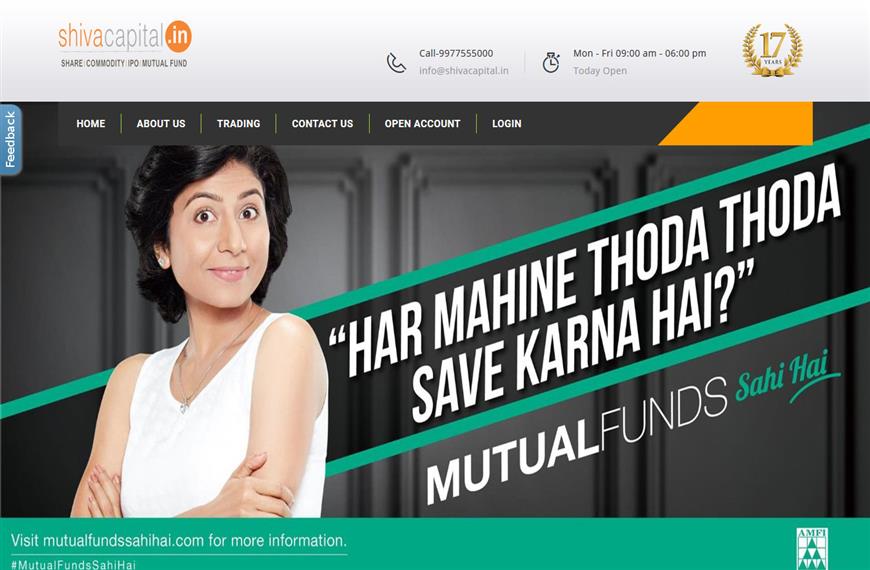 shivacapital.in
SHARE|COMMODITY|IPO|MUTUAL FUND
Call-9977555000
info@shivacapital.in
Mon - Fri 09:00 am - 06:00 pm
Today Open
17
YEARS
Feedback
HOME
ABOUT US
TRADING
CONTACT US
OPEN ACCOUNT
LOGIN
“HAR MAHINE THODA THODA
SAVE KARNA HAI?”
MUTUALFUNDS Sahi Hai
Visit mutualfundssahihai.com for more information.
#MutualFundsSahiHai
AMFI